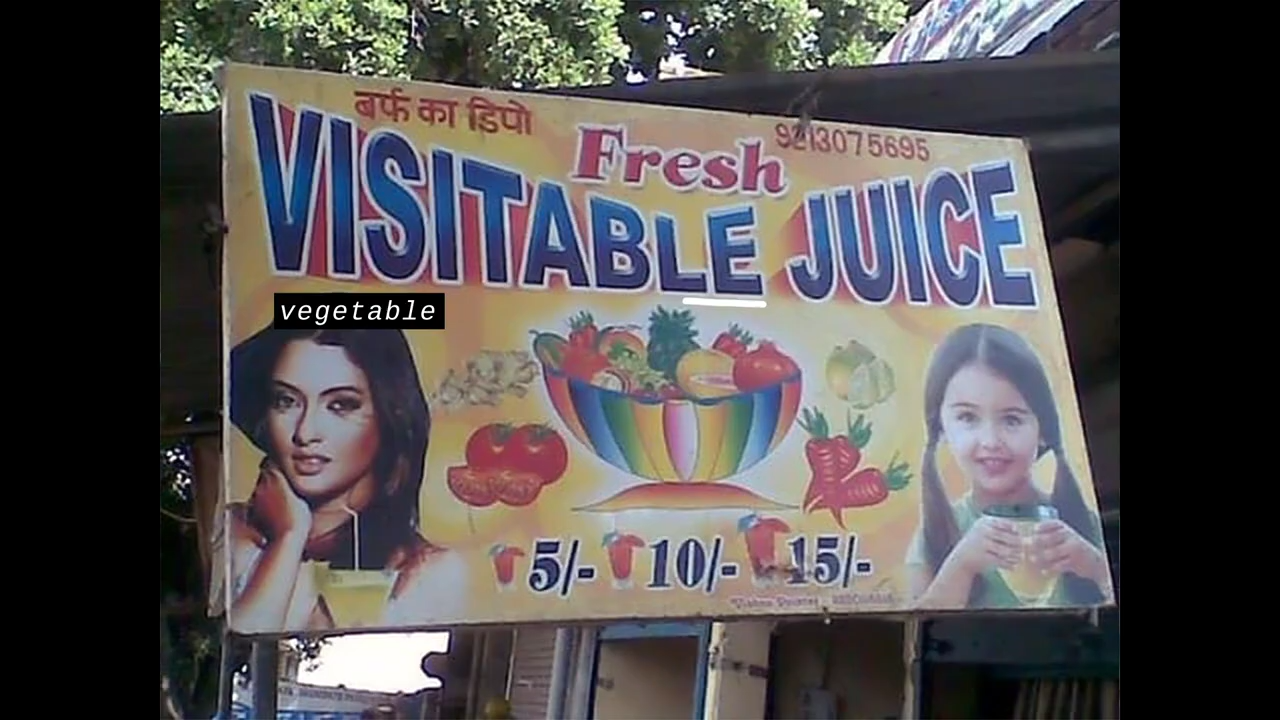 बर्फ का डिपो
9213075695
Fresh
VISITABLE JUICE
vegetable
5/- 10/- 15/-